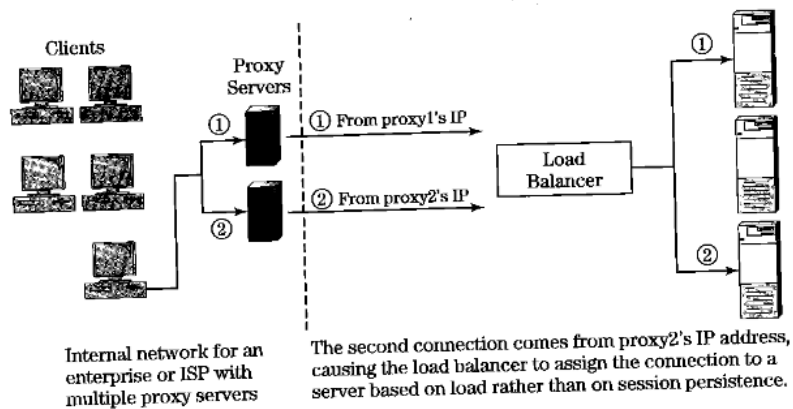 Clients
Proxy
Servers
①
① From proxy1's IP
②
② From proxy2's IP
Load
Balancer
①
②
Internal network for an
enterprise or ISP with
multiple proxy servers
The second connection comes from proxy2's IP address,
causing the load balancer to assign the connection to a
server based on load rather than on session persistence.